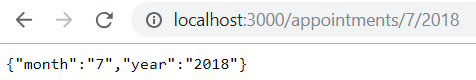 localhost:3000/appointments/7/2018
{"month":"7","year":"2018"}